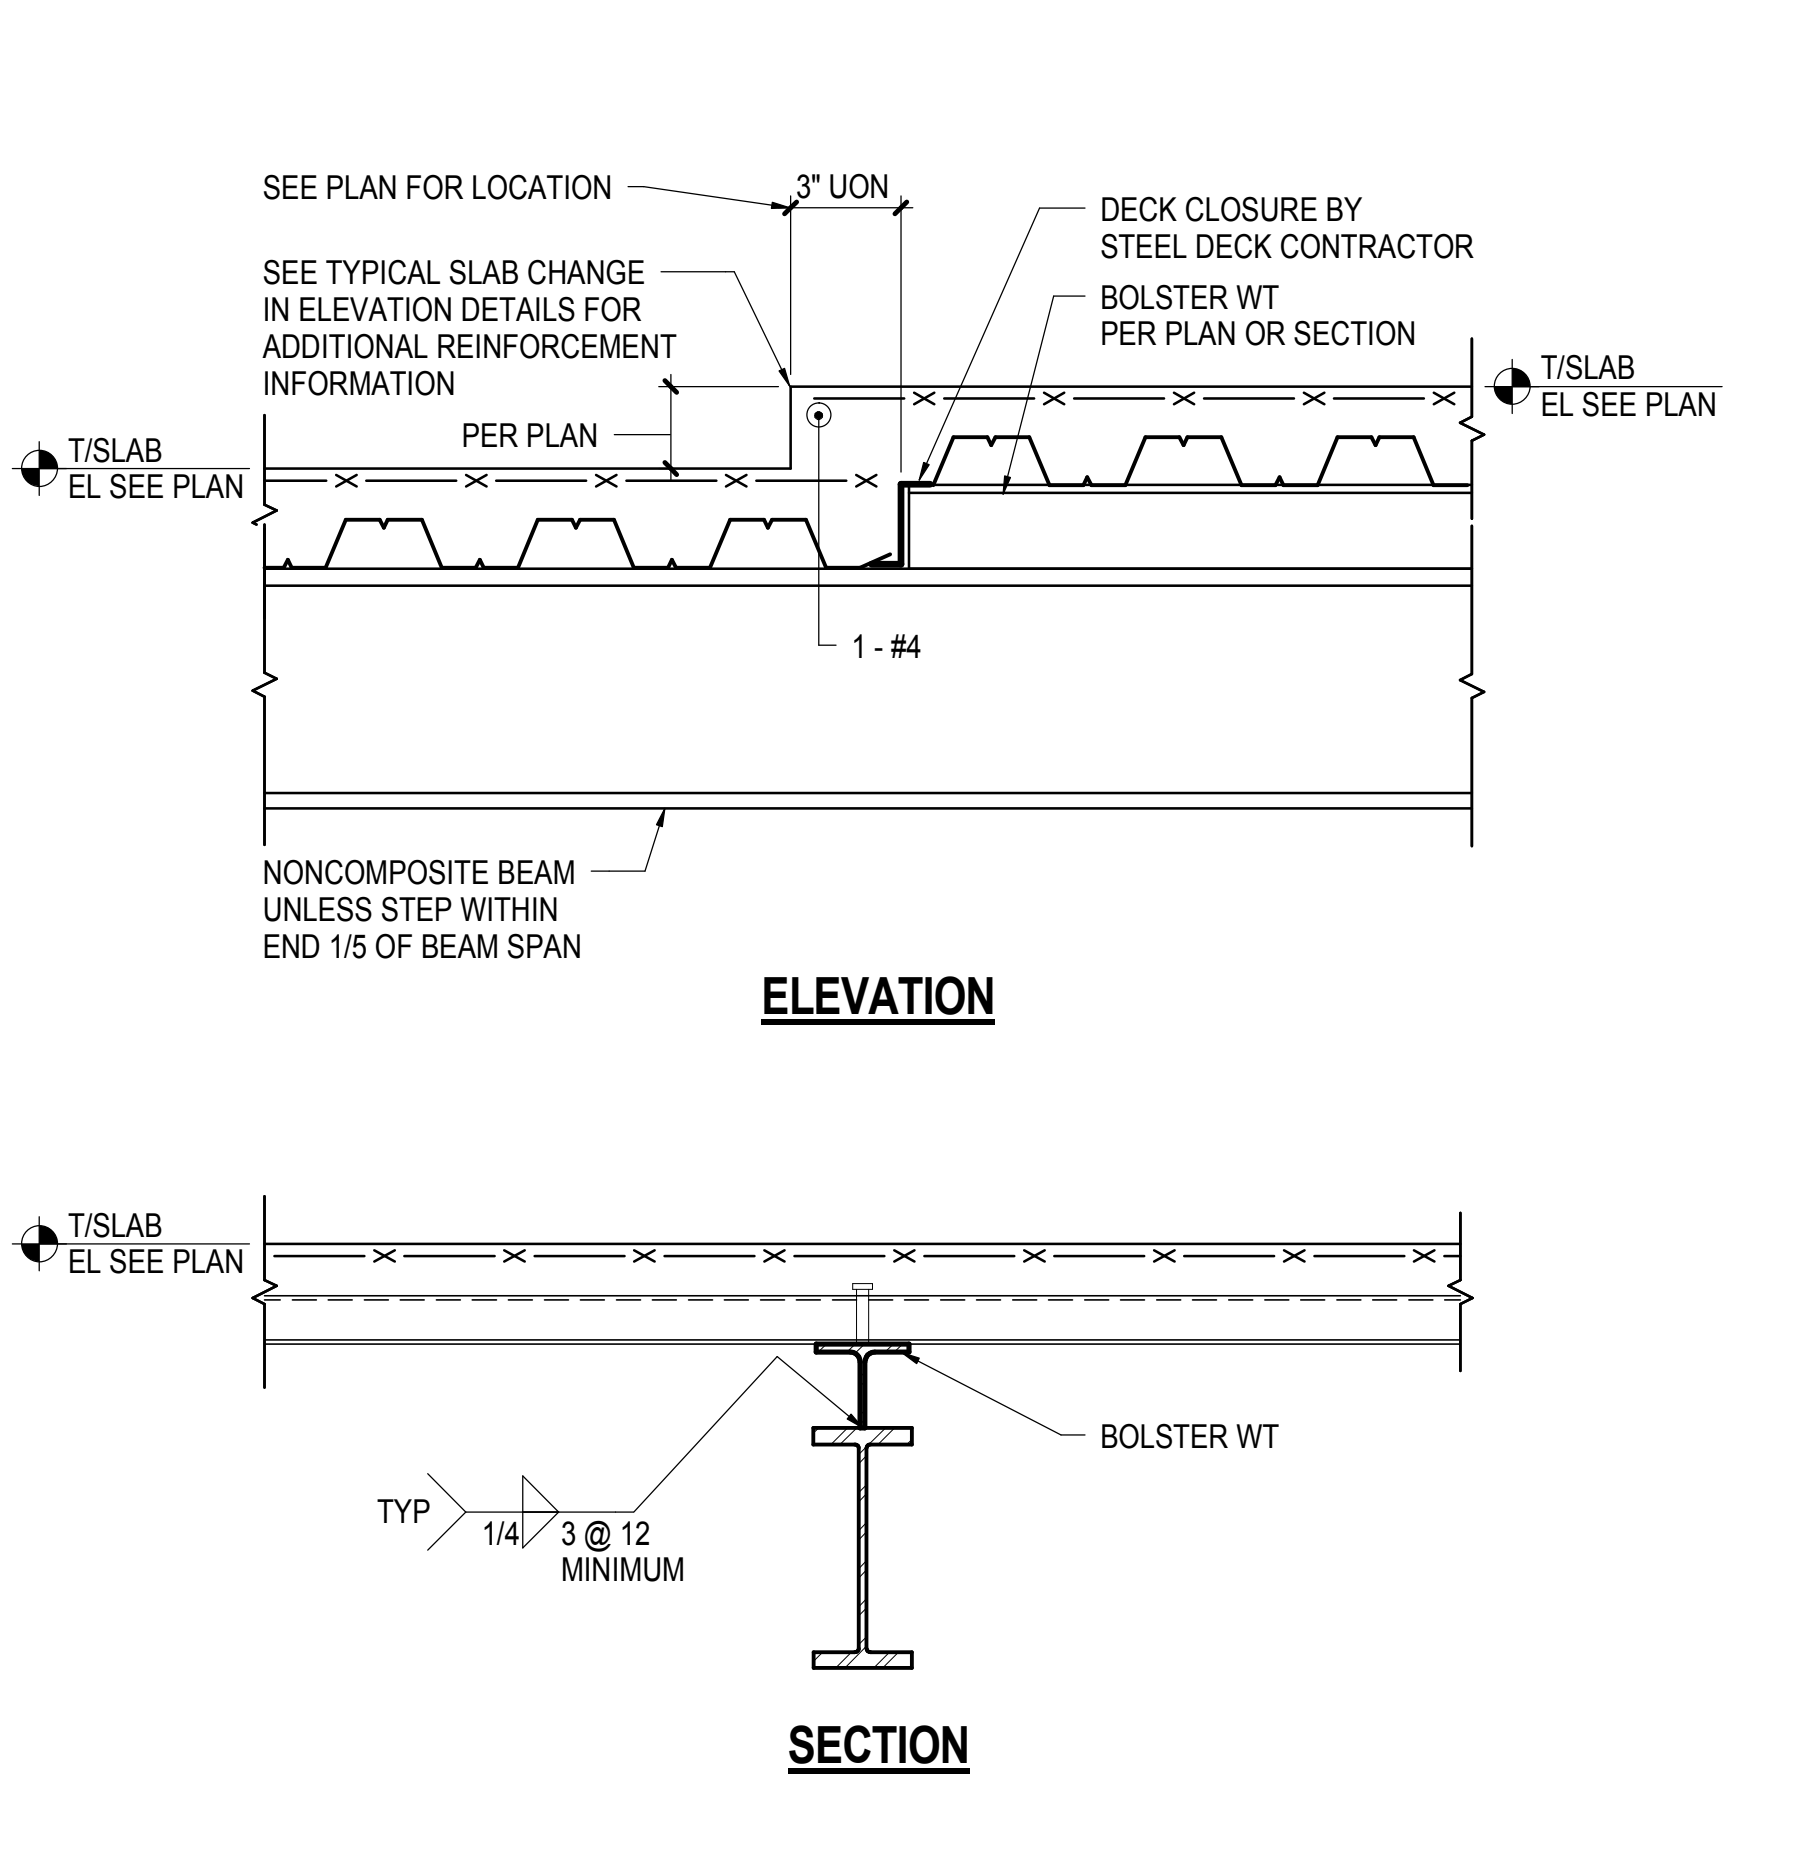 SEE PLAN FOR LOCATION
3" UON
DECK CLOSURE BY
STEEL DECK CONTRACTOR
SEE TYPICAL SLAB CHANGE
IN ELEVATION DETAILS FOR
ADDITIONAL REINFORCEMENT
INFORMATION
BOLSTER WT
PER PLAN OR SECTION
T/SLAB
EL SEE PLAN
PER PLAN
T/SLAB
EL SEE PLAN
1 - #4
NONCOMPOSITE BEAM
UNLESS STEP WITHIN
END 1/5 OF BEAM SPAN
ELEVATION
T/SLAB
EL SEE PLAN
BOLSTER WT
TYP
1/4
3 @ 12
MINIMUM
SECTION